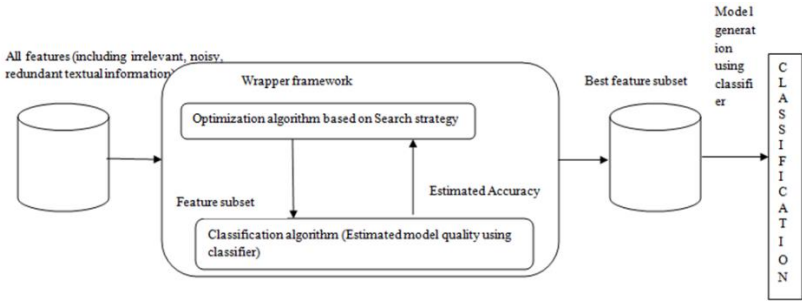 All features (including irrelevant, noisy,
redundant textual information)
Wrapper framework
Optimization algorithm based on Search strategy
Feature subset
Estimated Accuracy
Classification algorithm (Estimated model quality using
classifier)
Best feature subset
Model
generat
ion
using
classifi
er
C
L
A
S
S
I
F
I
C
A
T
I
O
N